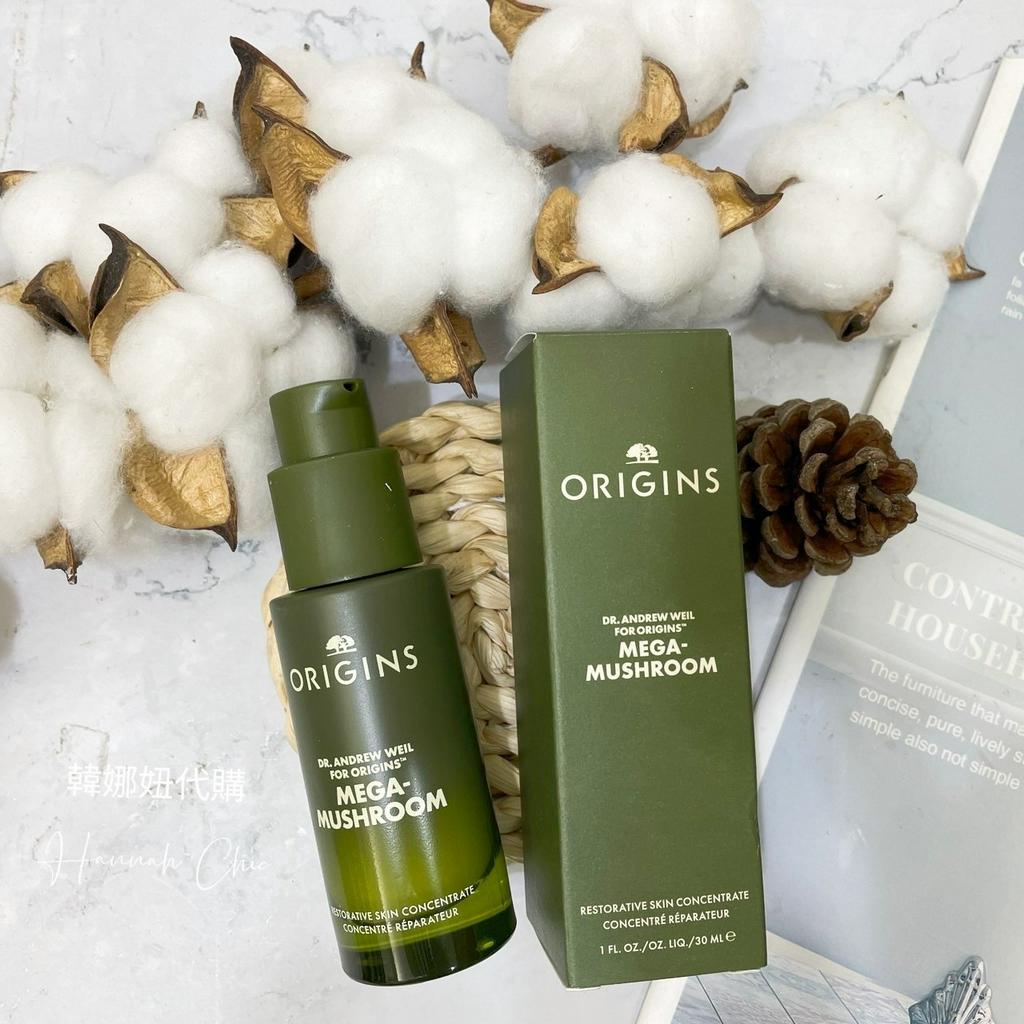 ORIGINS
DR. ANDREW WEIL
FOR ORIGINS™
MEGA-
MUSHROOM
RESTORATIVE SKIN CONCENTRATE
CONCENTRÉ RÉPARATEUR
ORIGINS
DR. ANDREW WEIL
FOR ORIGINS™
MEGA-
MUSHROOM
RESTORATIVE SKIN CONCENTRATE
CONCENTRÉ RÉPARATEUR
1 FL. OZ./OZ. LIQ./30 ML ℮
韓娜妞代購
Hannah Chic
CONTR
HOUSEH
The furniture that ma
concise, pure, lively s
simple also not simple
rain